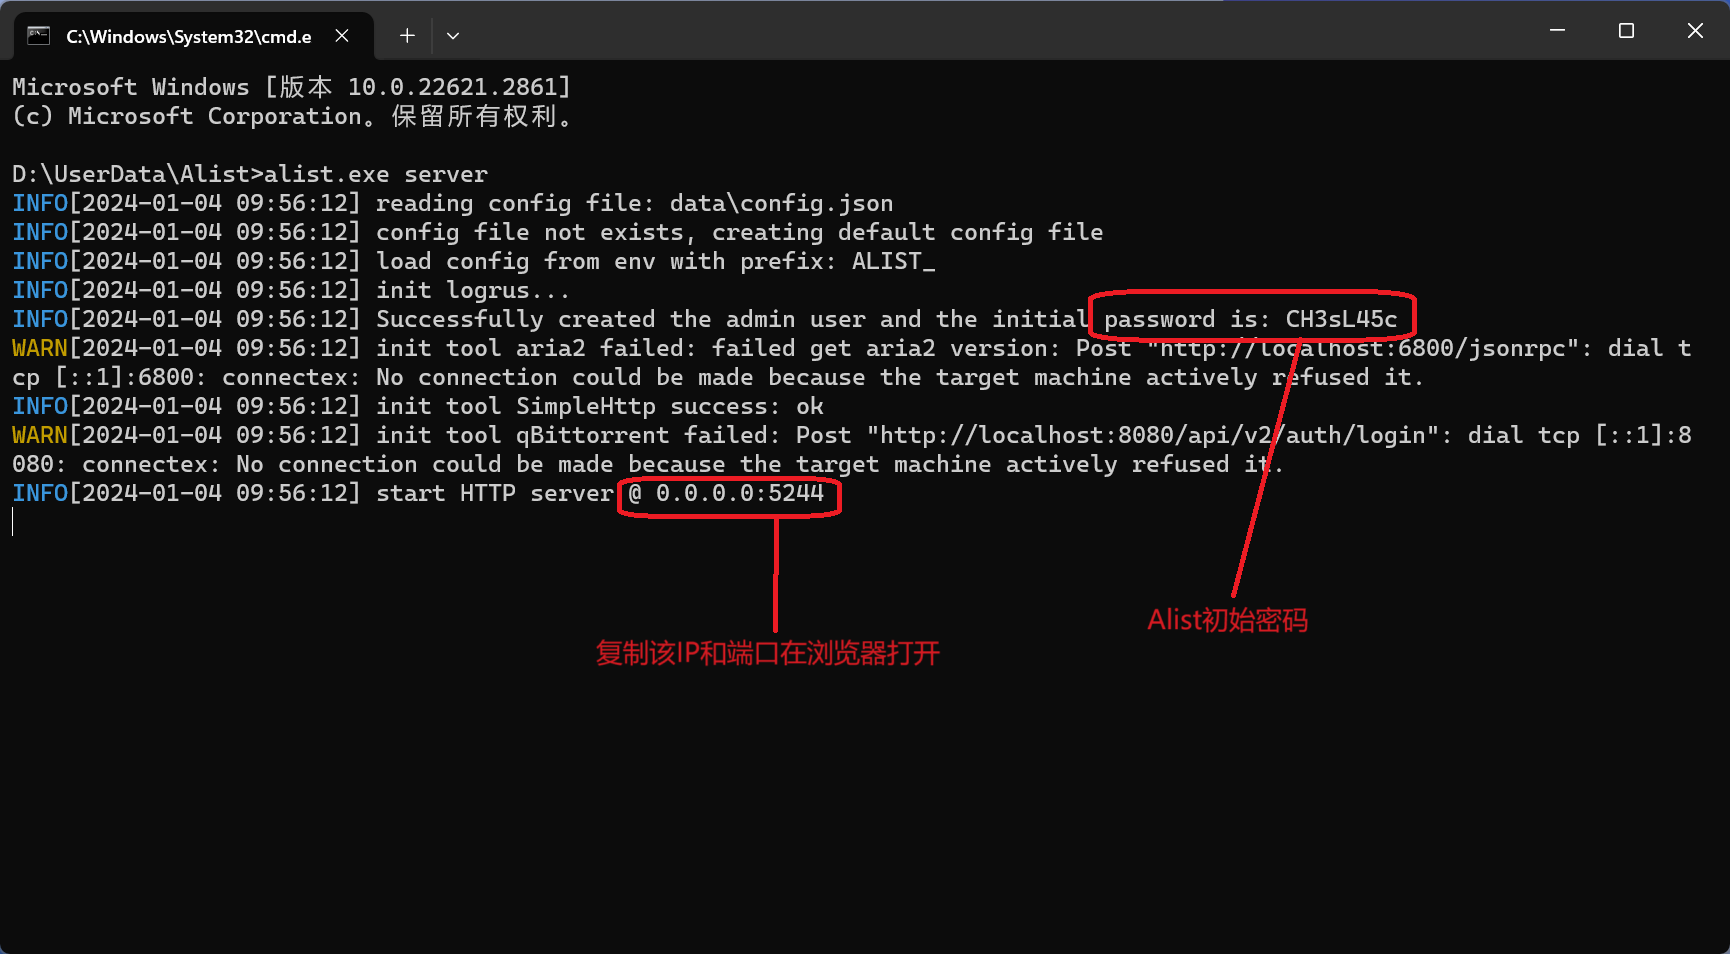 C:\Windows\System32\cmd.e
Microsoft Windows [版本 10.0.22621.2861]
(c) Microsoft Corporation。保留所有权利。
D:\UserData\Alist>alist.exe server
INFO[2024-01-04 09:56:12] reading config file: data\config.json
INFO[2024-01-04 09:56:12] config file not exists, creating default config file
INFO[2024-01-04 09:56:12] load config from env with prefix: ALIST_
INFO[2024-01-04 09:56:12] init logrus...
INFO[2024-01-04 09:56:12] Successfully created the admin user and the initial password is: CH3sL45c
WARN[2024-01-04 09:56:12] init tool aria2 failed: failed get aria2 version: Post "http://localhost:6800/jsonrpc": dial t
cp [::1]:6800: connectex: No connection could be made because the target machine actively refused it.
INFO[2024-01-04 09:56:12] init tool SimpleHttp success: ok
WARN[2024-01-04 09:56:12] init tool qBittorrent failed: Post "http://localhost:8080/api/v2/auth/login": dial tcp [::1]:8
080: connectex: No connection could be made because the target machine actively refused it.
INFO[2024-01-04 09:56:12] start HTTP server @ 0.0.0.0:5244
Alist初始密码
复制该IP和端口在浏览器打开